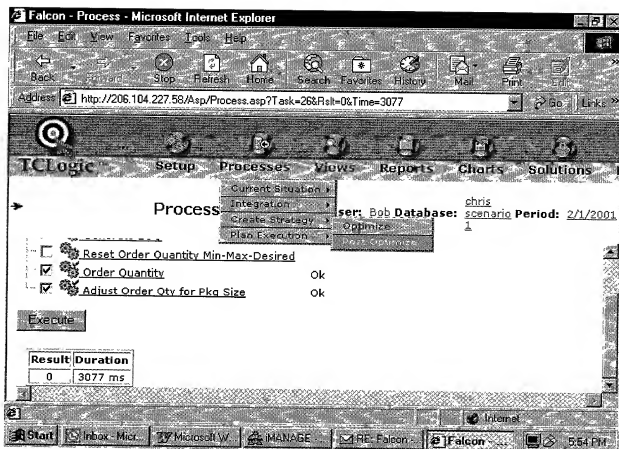 Falcon - Process - Microsoft Internet Explorer
File Edit View Favorites Tools Help
Back Forward Stop Refresh Home Search Favorites History Mail Print Edit
Address http://206.104.227.58/Asp/Process.asp?Task=26&Rslt=0&Time=3077 Go Links »
TCLogic Setup Processes Views Reports Charts Solutions
Current Situation
Integration
Create Strategy
Plan Execution
Optimize
Post Optimize
Process ser: Bob Database: chris scenario 1 Period: 2/1/2001
Reset Order Quantity Min-Max-Desired
Order Quantity Ok
Adjust Order Qty for Pkg Size Ok
Execute
Result Duration
0 3077 ms
Internet
Start Inbox - Micr... Microsoft W... iMANAGE - ... RE: Falcon -... Falcon - ... 5:54 PM